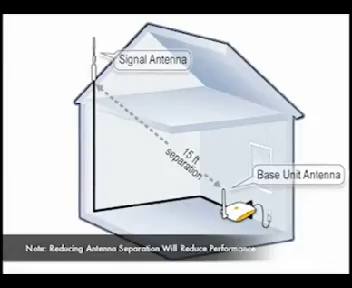 Signal Antenna
15 ft
separation
Base Unit Antenna
Note: Reducing Antenna Separation Will Reduce Performance